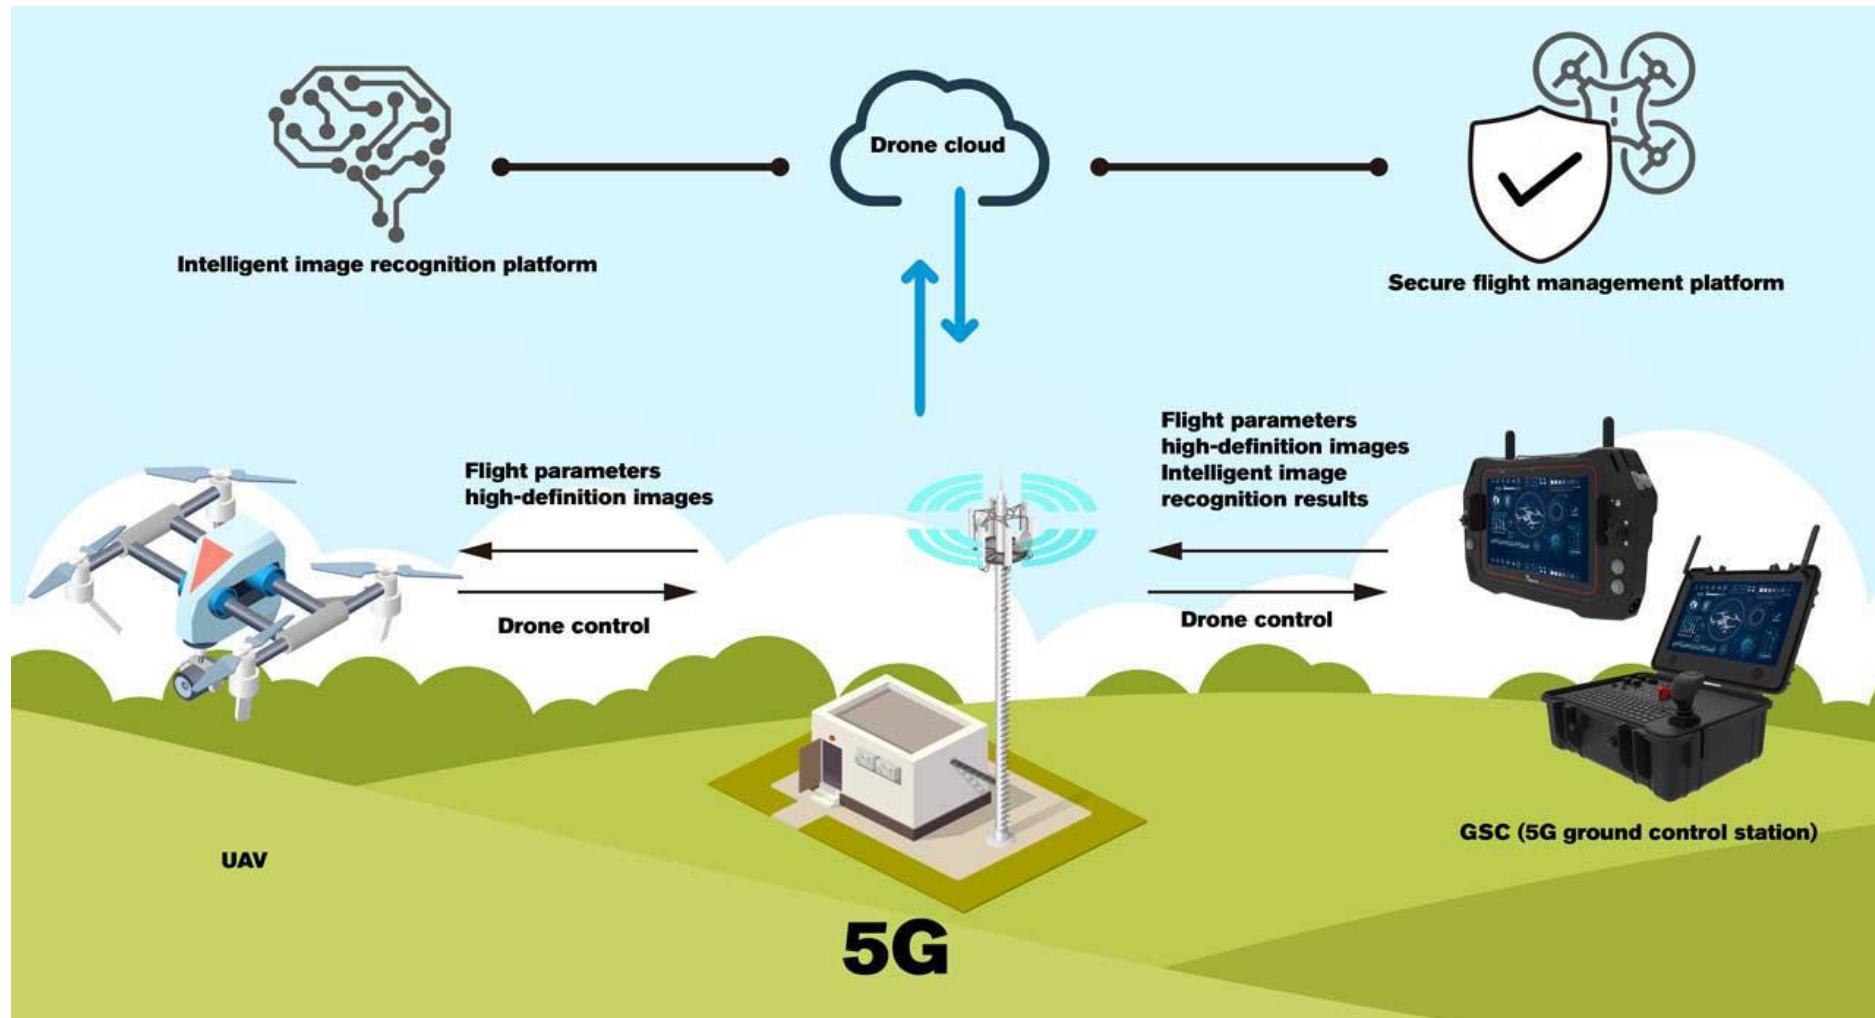 Drone cloud
Intelligent image recognition platform
Secure flight management platform
Flight parameters
high-definition images
Drone control
Flight parameters
high-definition images
Intelligent image
recognition results
Drone control
UAV
GSC (5G ground control station)
5G